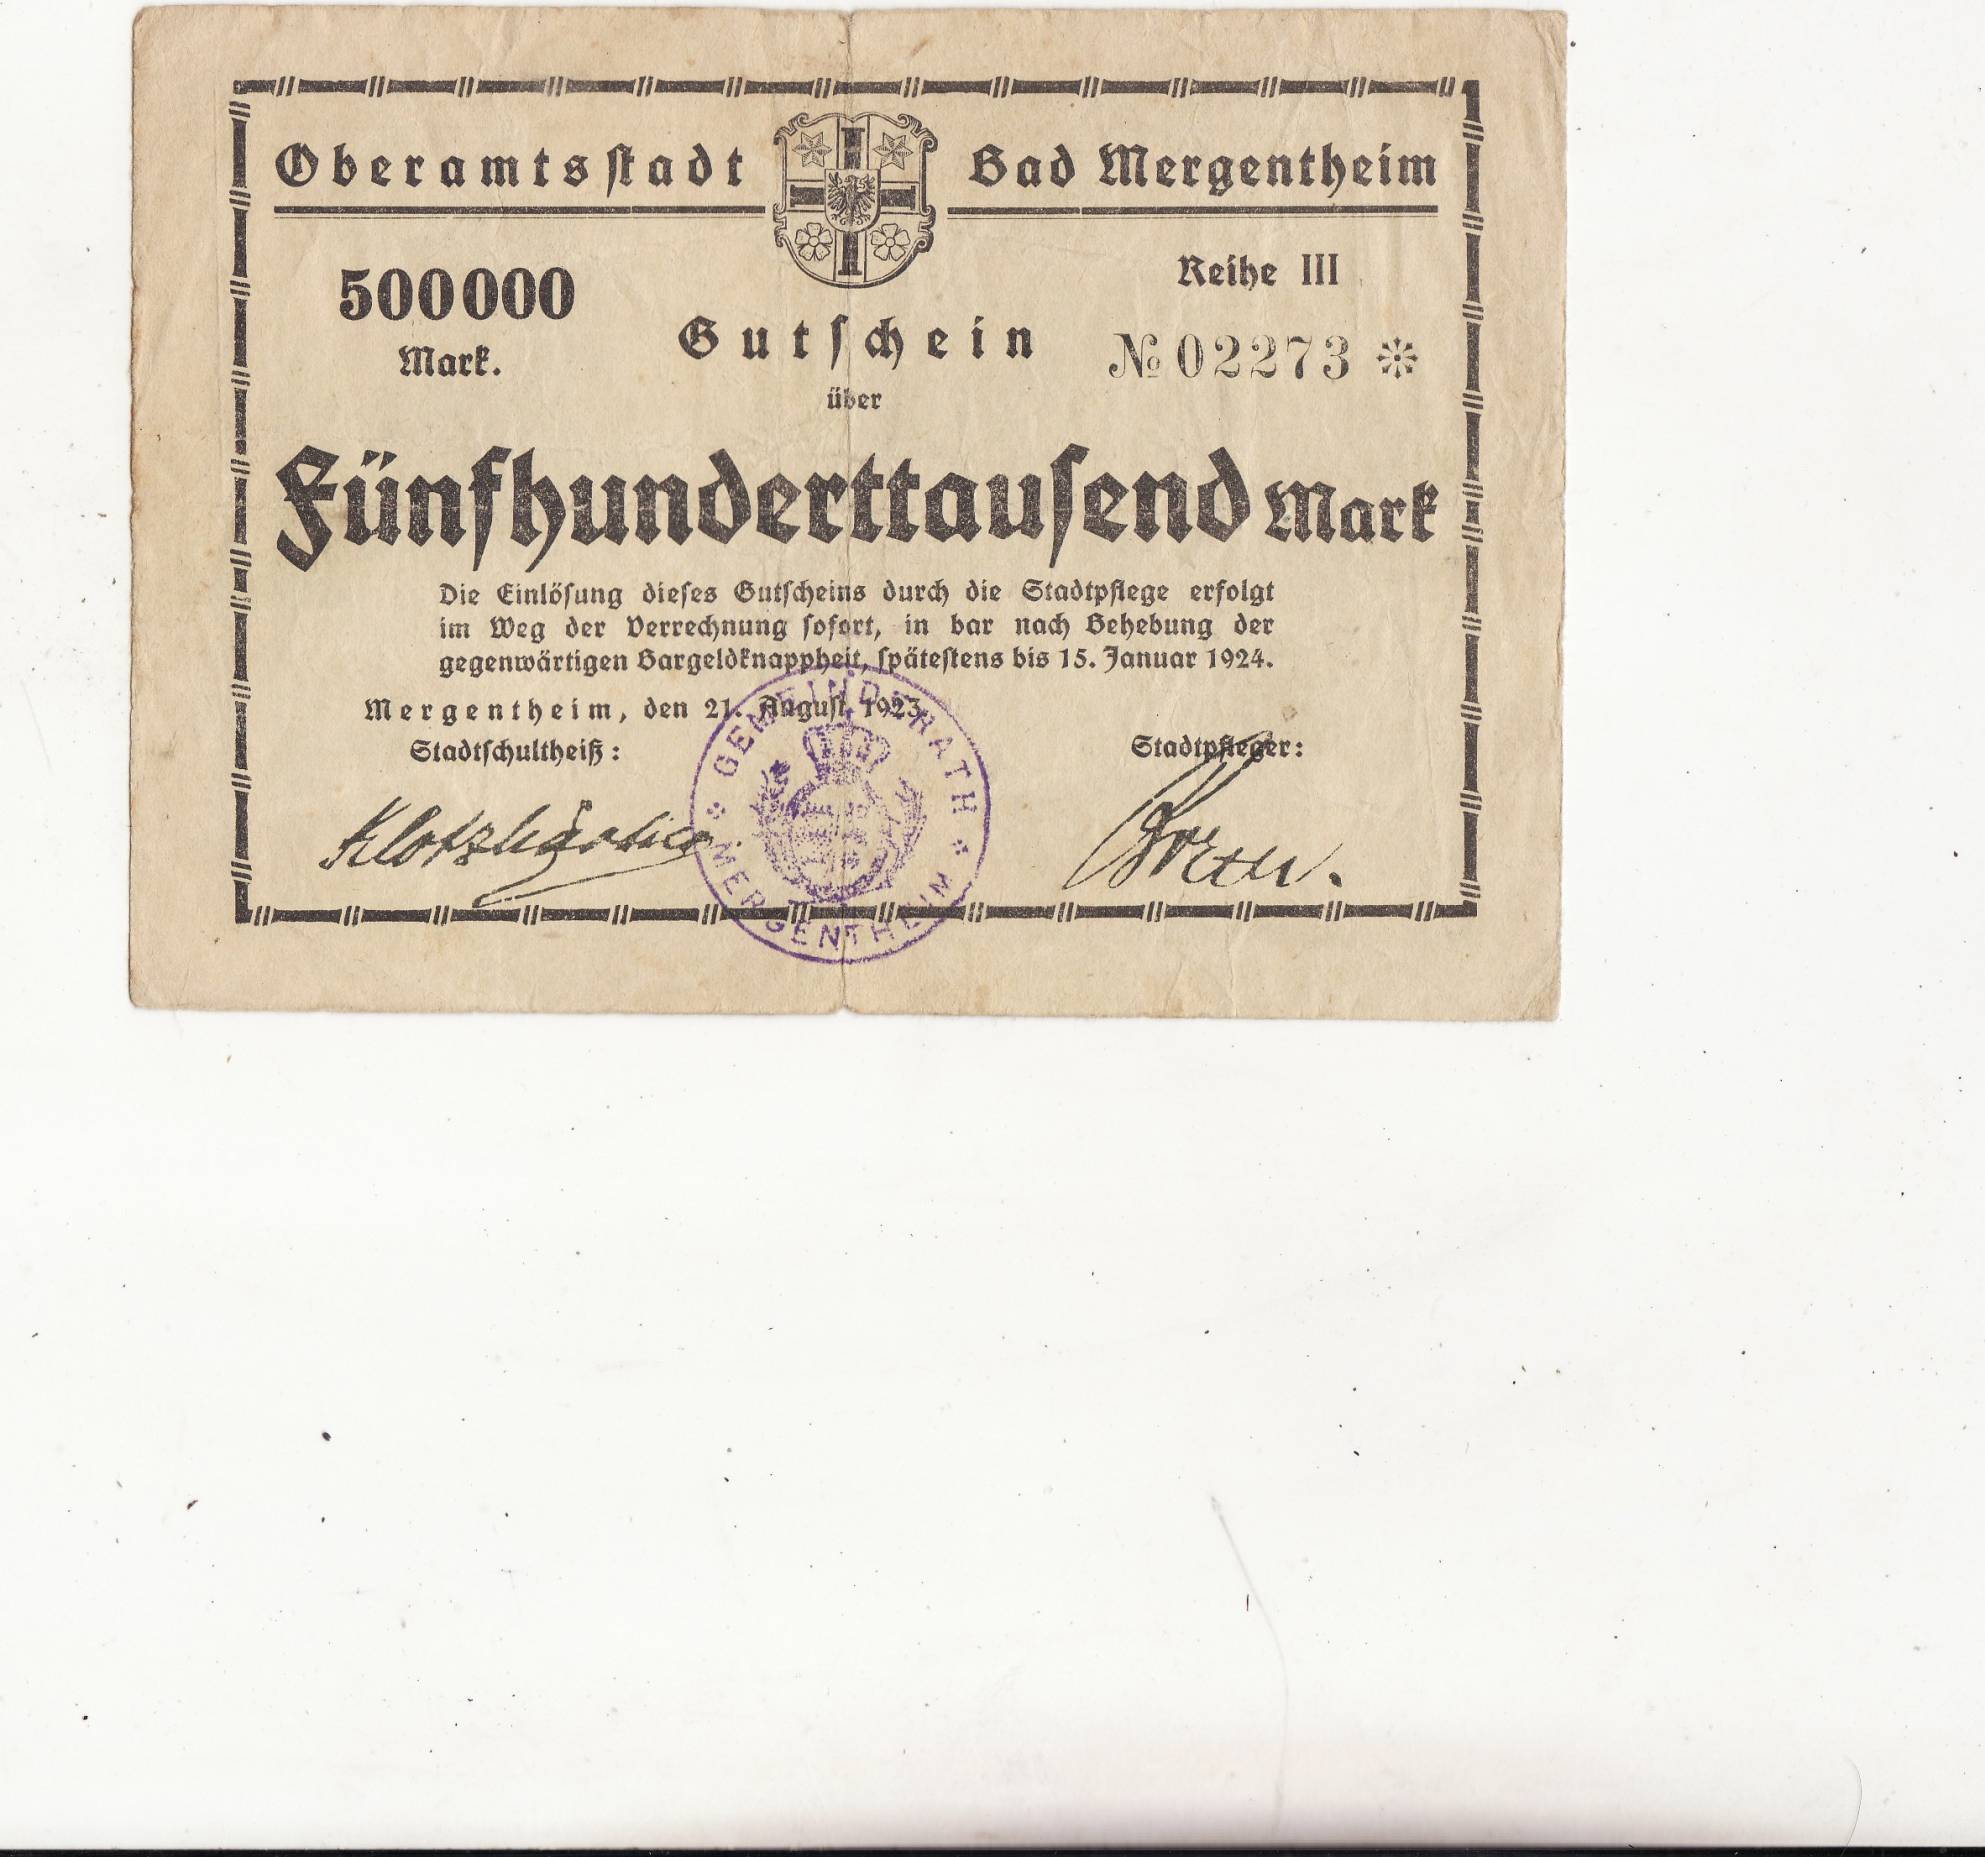 Oberamtsstadt Bad Mergentheim
500000
Mark.
Reihe III
Gutschein
№ 02273 *
über
Fünfhunderttausend Mark
Die Einlösung dieses Gutscheins durch die Stadtpflege erfolgt
im Weg der Verrechnung sofort, in bar nach Behebung der
gegenwärtigen Bargeldknappheit, spätestens bis 15. Januar 1924.
Mergentheim, den 21. August 1923.
Stadtschultheiß:
Stadtpfleger:
GEMEINDERATH
MERGENTHEIM